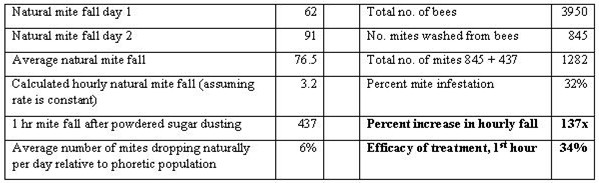 Natural mite fall day 1 62 Total no. of bees 3950
Natural mite fall day 2 91 No. mites washed from bees 845
Average natural mite fall 76.5 Total no. of mites 845 + 437 1282
Calculated hourly natural mite fall (assuming 3.2 Percent mite infestation 32%
rate is constant)
1 hr mite fall after powdered sugar dusting 437 Percent increase in hourly fall 137x
Average number of mites dropping naturally 6% Efficacy of treatment, 1st hour 34%
per day relative to phoretic population